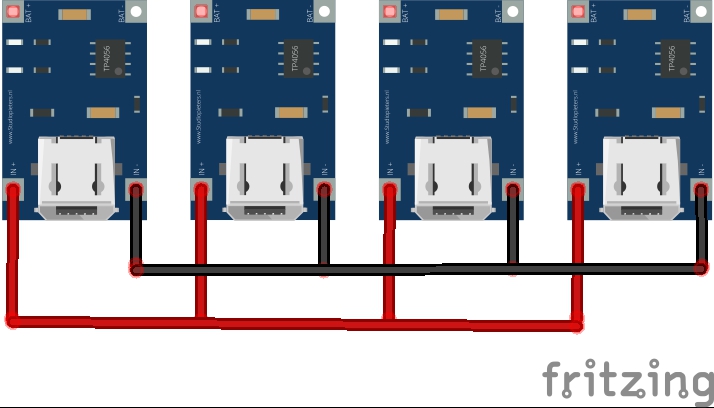 BAT + BAT - BAT + BAT - BAT + BAT - BAT + BAT -
TP4056 TP4056 TP4056 TP4056
www.Studiopieters.nl www.Studiopieters.nl www.Studiopieters.nl www.Studiopieters.nl
IN + IN - IN + IN - IN + IN - IN + IN -
fritzing